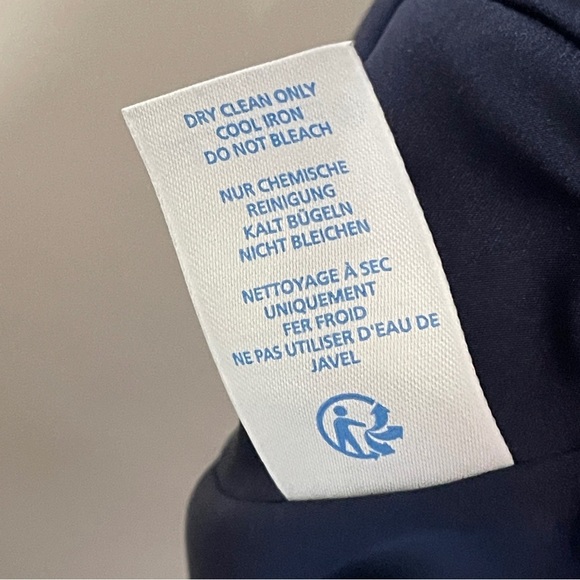 DRY CLEAN ONLY
COOL IRON
DO NOT BLEACH
NUR CHEMISCHE
REINIGUNG
KALT BÜGELN
NICHT BLEICHEN
NETTOYAGE À SEC
UNIQUEMENT
FER FROID
NE PAS UTILISER D'EAU DE
JAVEL